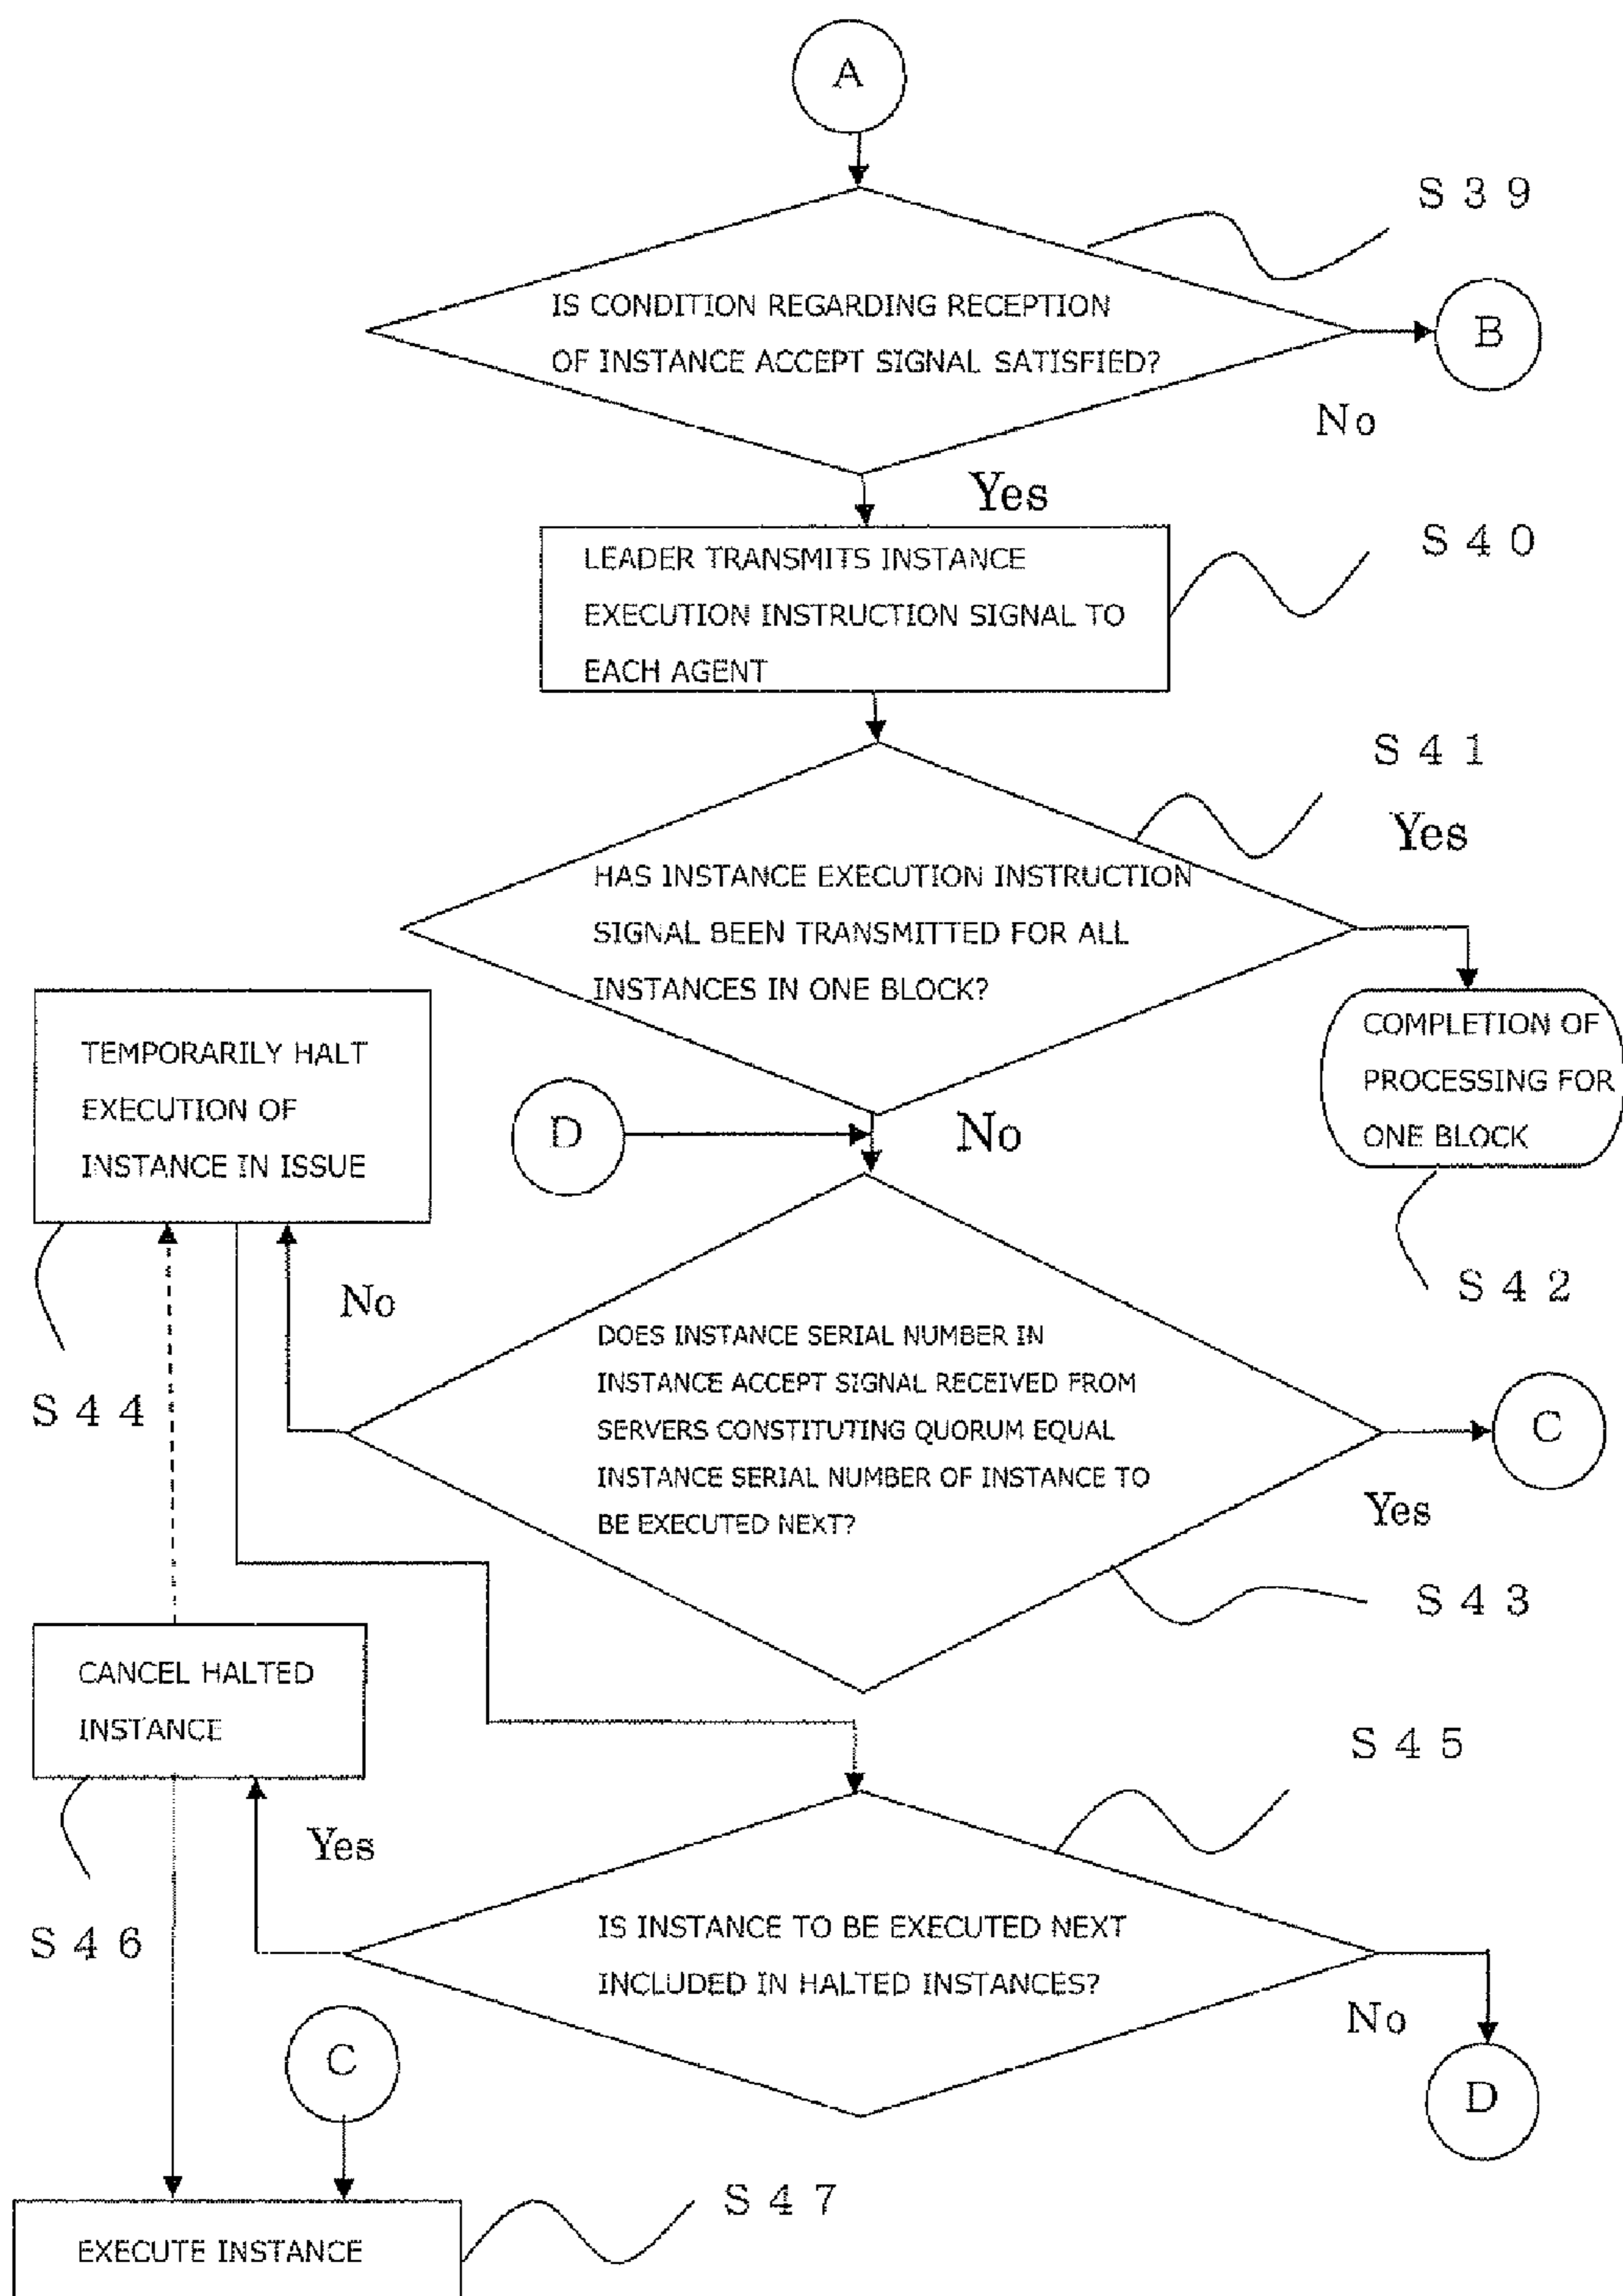 A
S 3 9
IS CONDITION REGARDING RECEPTION
OF INSTANCE ACCEPT SIGNAL SATISFIED?
B
No
Yes
S 4 0
LEADER TRANSMITS INSTANCE
EXECUTION INSTRUCTION SIGNAL TO
EACH AGENT
S 4 1
Yes
HAS INSTANCE EXECUTION INSTRUCTION
SIGNAL BEEN TRANSMITTED FOR ALL
INSTANCES IN ONE BLOCK?
COMPLETION OF
PROCESSING FOR
ONE BLOCK
S 4 2
TEMPORARILY HALT
EXECUTION OF
INSTANCE IN ISSUE
D
No
No
S 4 4
DOES INSTANCE SERIAL NUMBER IN
INSTANCE ACCEPT SIGNAL RECEIVED FROM
SERVERS CONSTITUTING QUORUM EQUAL
INSTANCE SERIAL NUMBER OF INSTANCE TO
BE EXECUTED NEXT?
C
Yes
S 4 3
CANCEL HALTED
INSTANCE
S 4 5
Yes
S 4 6
IS INSTANCE TO BE EXECUTED NEXT
INCLUDED IN HALTED INSTANCES?
No
D
C
S 4 7
EXECUTE INSTANCE